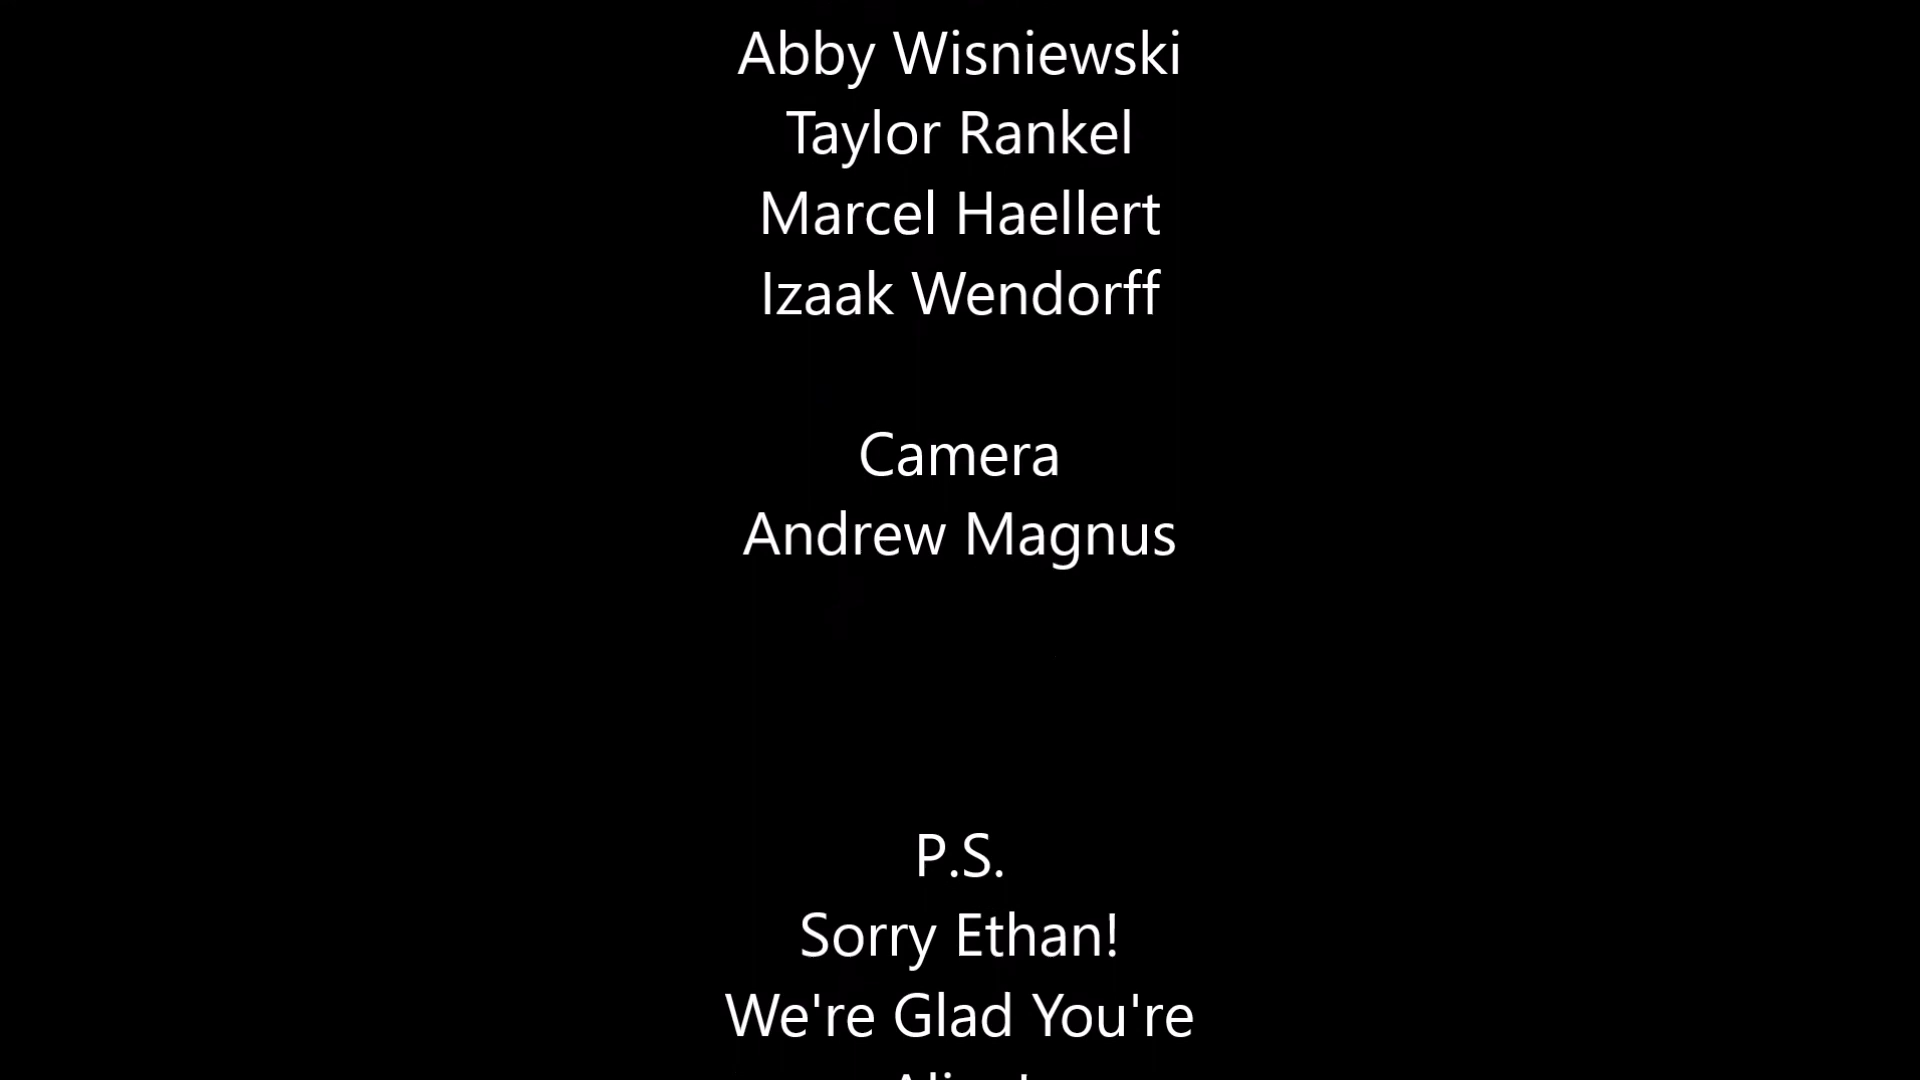 Abby Wisniewski
Taylor Rankel
Marcel Haellert
Izaak Wendorff
Camera
Andrew Magnus
P.S.
Sorry Ethan!
We're Glad You're